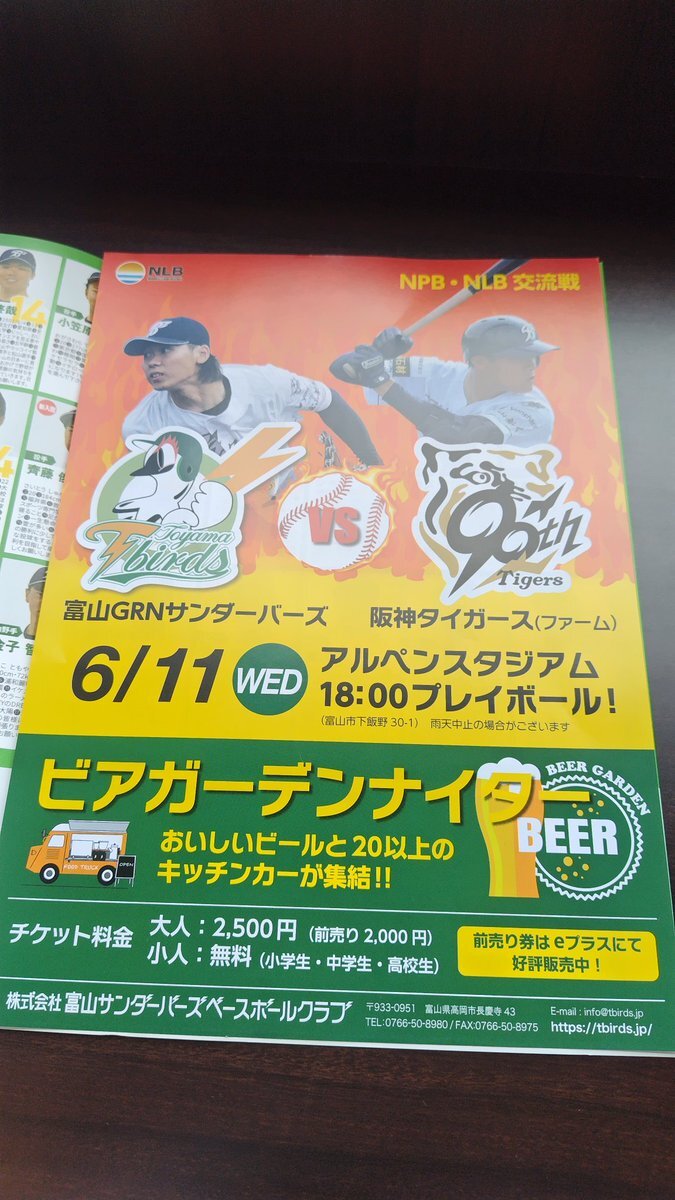 NLB
NPB・NLB 交流戦
Toyama
Tbirds
VS
90th
Tigers
富山GRNサンダーバーズ
阪神タイガース(ファーム)
6/11 WED
アルペンスタジアム
18:00プレイボール!
(富山市下飯野 30-1) 雨天中止の場合がございます
ビアガーデンナイター
BEER GARDEN
BEER
FOOD TRUCK
OPEN
おいしいビールと20以上の
キッチンカーが集結!!
チケット料金
大人:2,500円 (前売り 2,000円)
小人:無料 (小学生・中学生・高校生)
前売り券はeプラスにて
好評販売中!
株式会社 富山サンダーバーズベースボールクラブ
〒933-0951 富山県高岡市長慶寺 43
TEL:0766-50-8980 / FAX:0766-50-8975
E-mail : info@tbirds.jp
https://tbirds.jp/
14
投手
齊藤